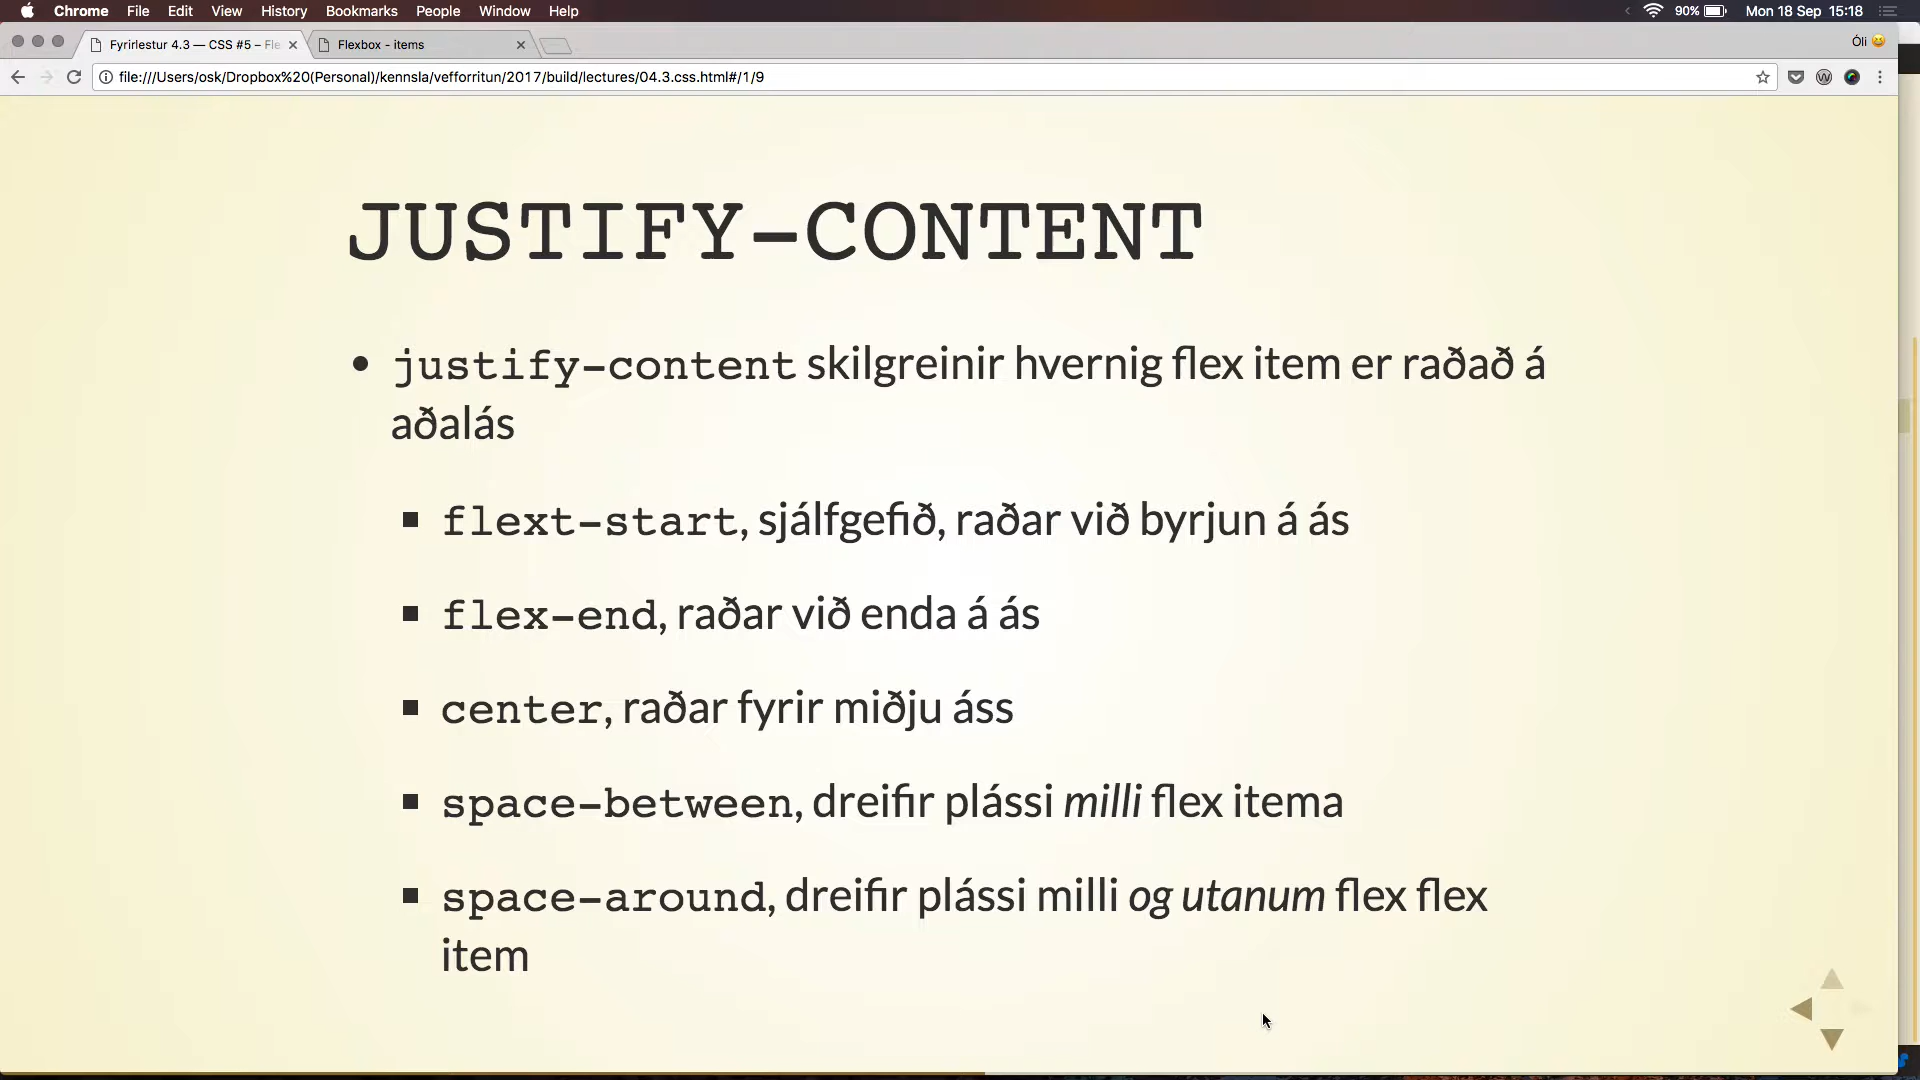 Chrome File Edit View History Bookmarks People Window Help 90% Mon 18 Sep 15:18
Fyrirlestur 4.3 — CSS #5 – Fle Flexbox - items Óli
file:///Users/osk/Dropbox%20(Personal)/kennsla/vefforritun/2017/build/lectures/04.3.css.html#/1/9
JUSTIFY-CONTENT
justify-content skilgreinir hvernig flex item er raðað á
aðalás
flext-start, sjálfgefið, raðar við byrjun á ás
flex-end, raðar við enda á ás
center, raðar fyrir miðju áss
space-between, dreifir plássi milli flex itema
space-around, dreifir plássi milli og utanum flex flex
item